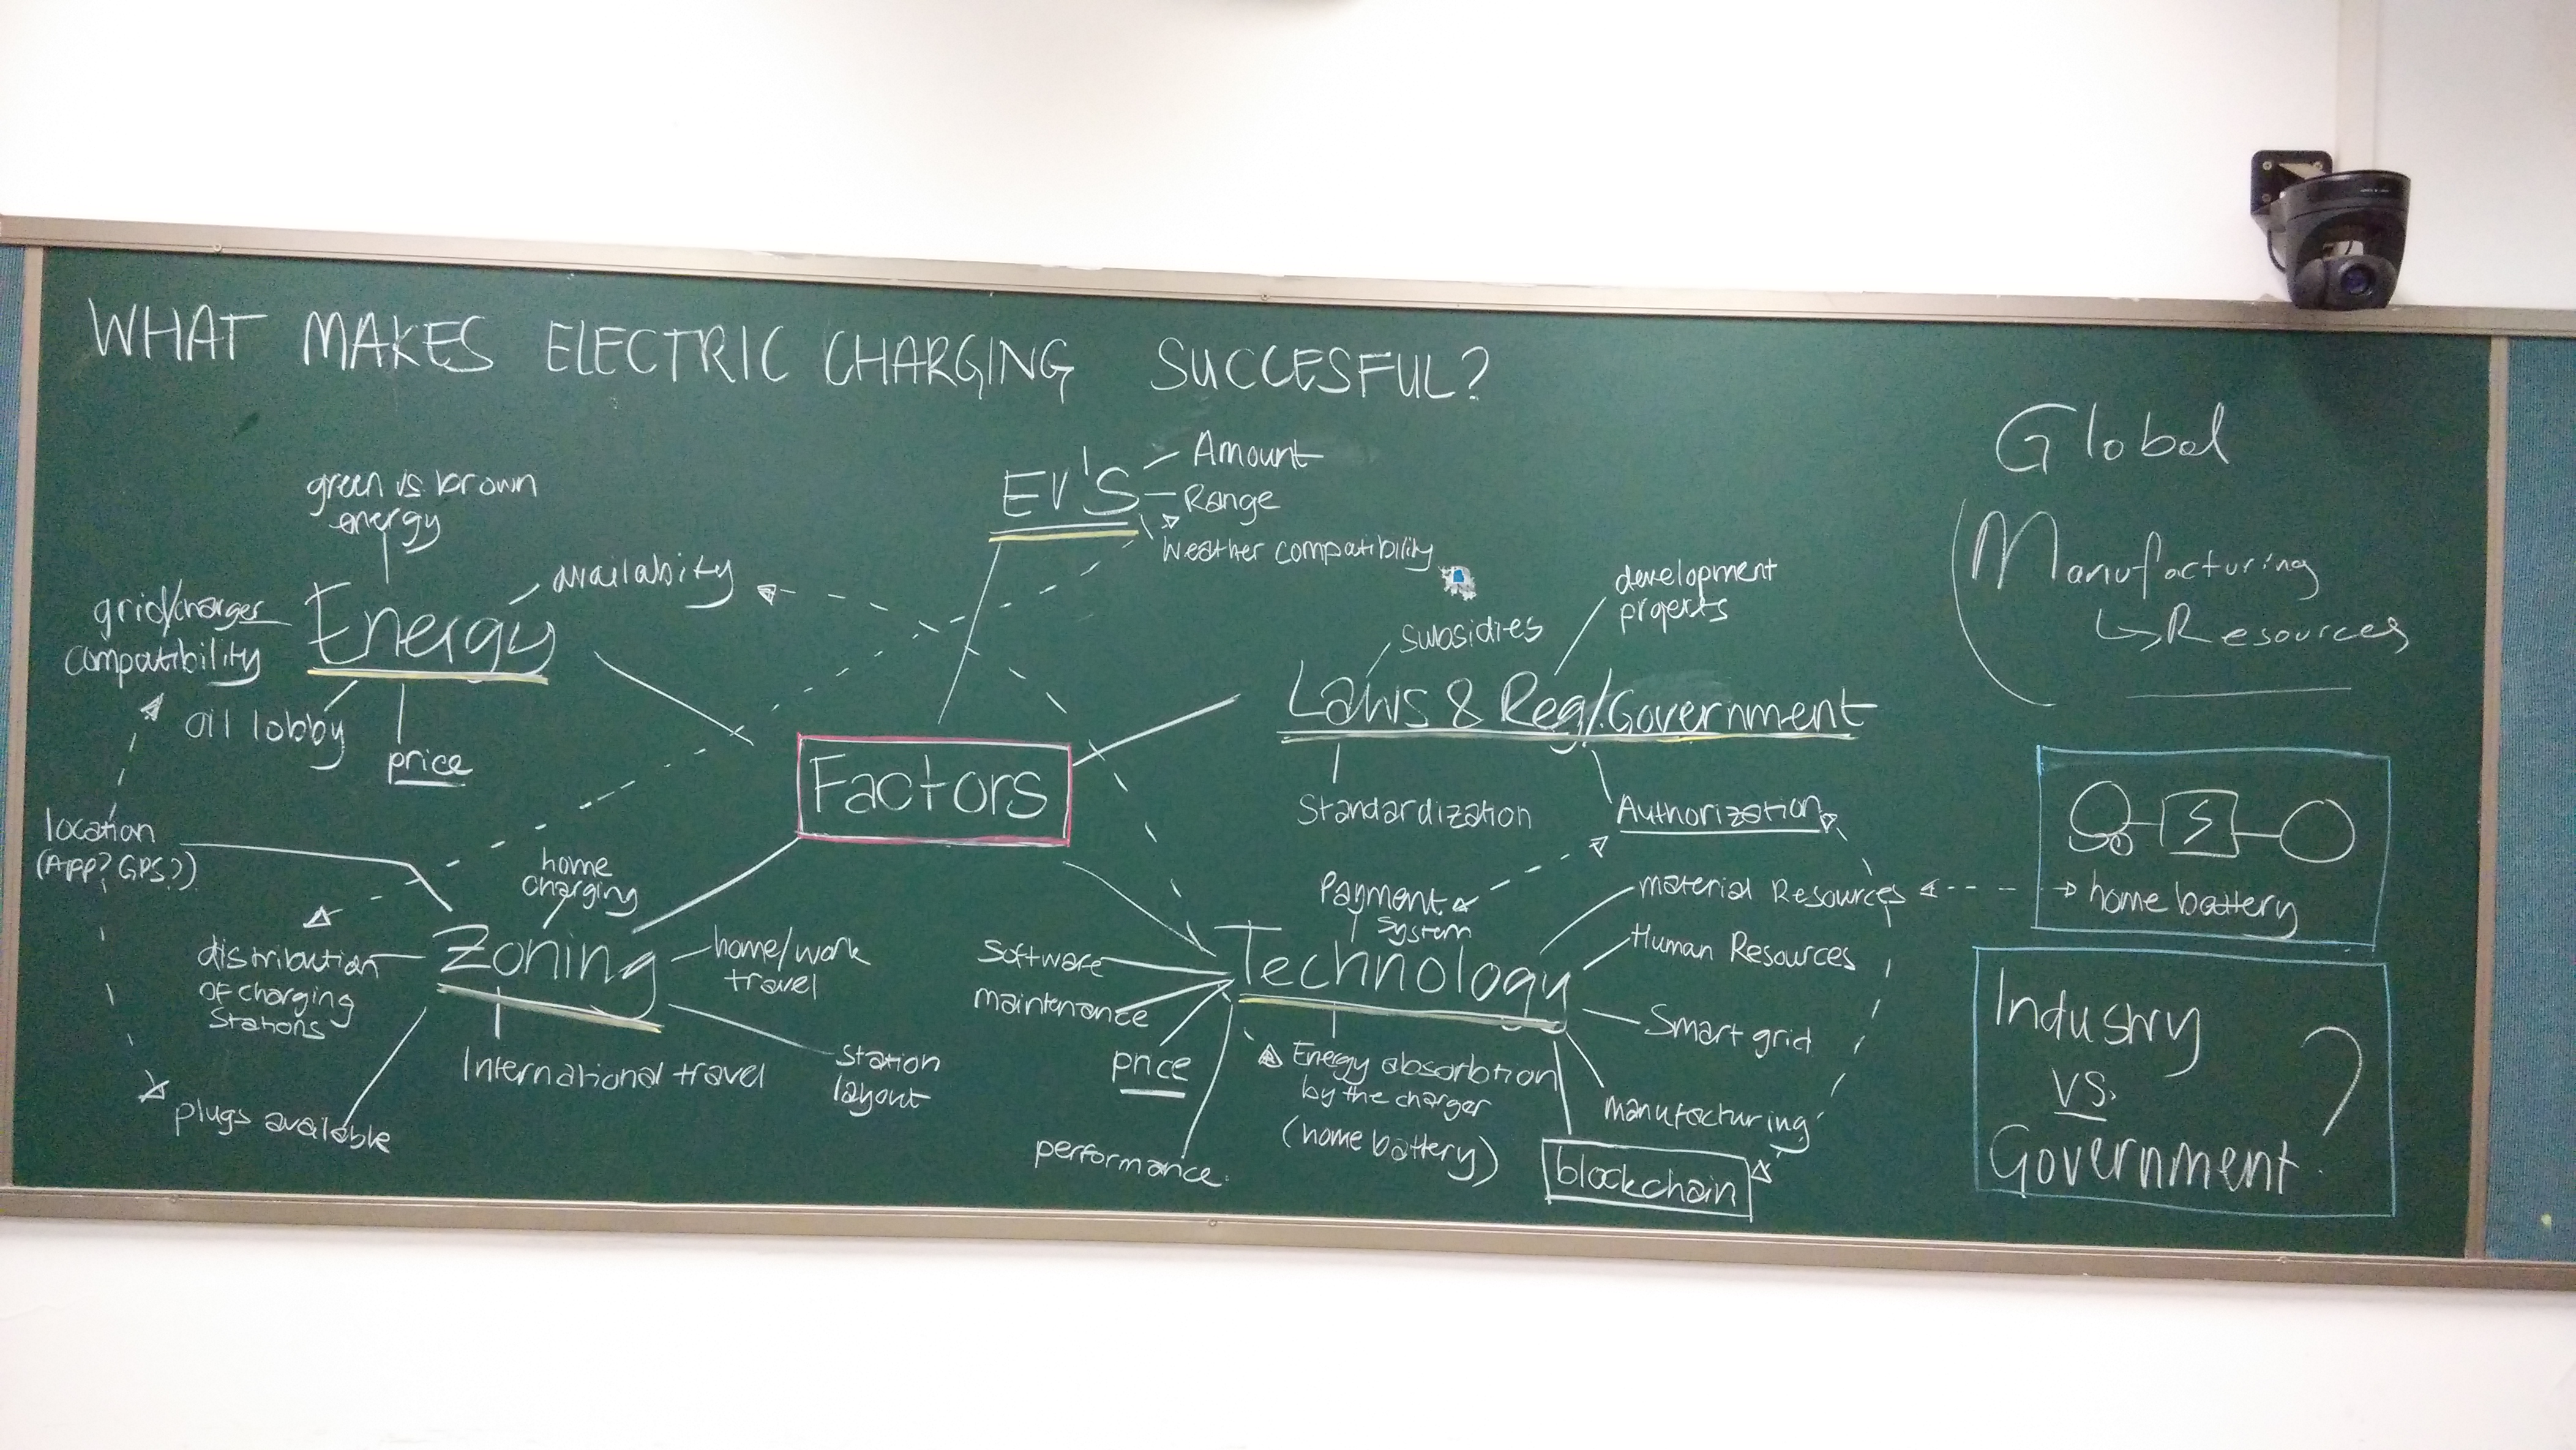 WHAT MAKES ELECTRIC CHARGING SUCCESFUL?
EV'S
Amount
Range
Weather compatibility
green vs. brown
energy
Energy
availabity
grid/charger
compatibility
oil lobby
price
Factors
subsidies
development
projects
Laws & Reg/Government
Standardization
Authorization
location
(App? GPS?)
home
charging
Zoning
distribution
of charging
Stations
home/work
travel
International travel
station
layout
plugs available
Payment
System
Technology
Software
maintenance
price
performance
Energy absorbtion
by the charger
(home battery)
material Resources
Human Resources
Smart grid
manufacturing
blockchain
Global
Manufacturing
Resources
home battery
Industry
vs.
Government
?